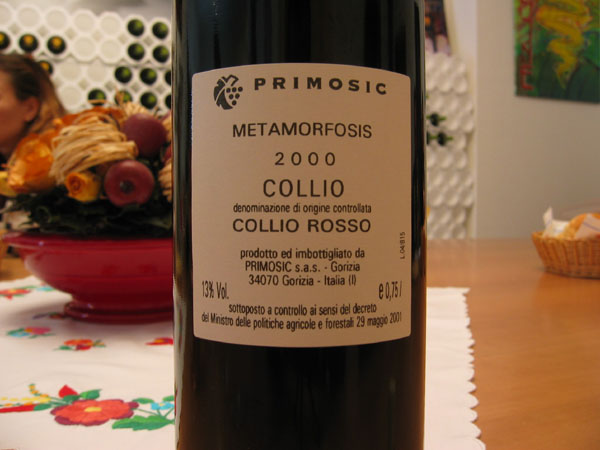 PRIMOSIC
METAMORFOSIS
2000
COLLIO
denominazione di origine controllata
COLLIO ROSSO
prodotto ed imbottigliato da
PRIMOSIC s.a.s. - Gorizia
34070 Gorizia - Italia (I)
13% Vol.
e 0,75 l
sottoposto a controllo ai sensi del decreto
del Ministro delle politiche agricole e forestali 29 maggio 2001
L.04/815